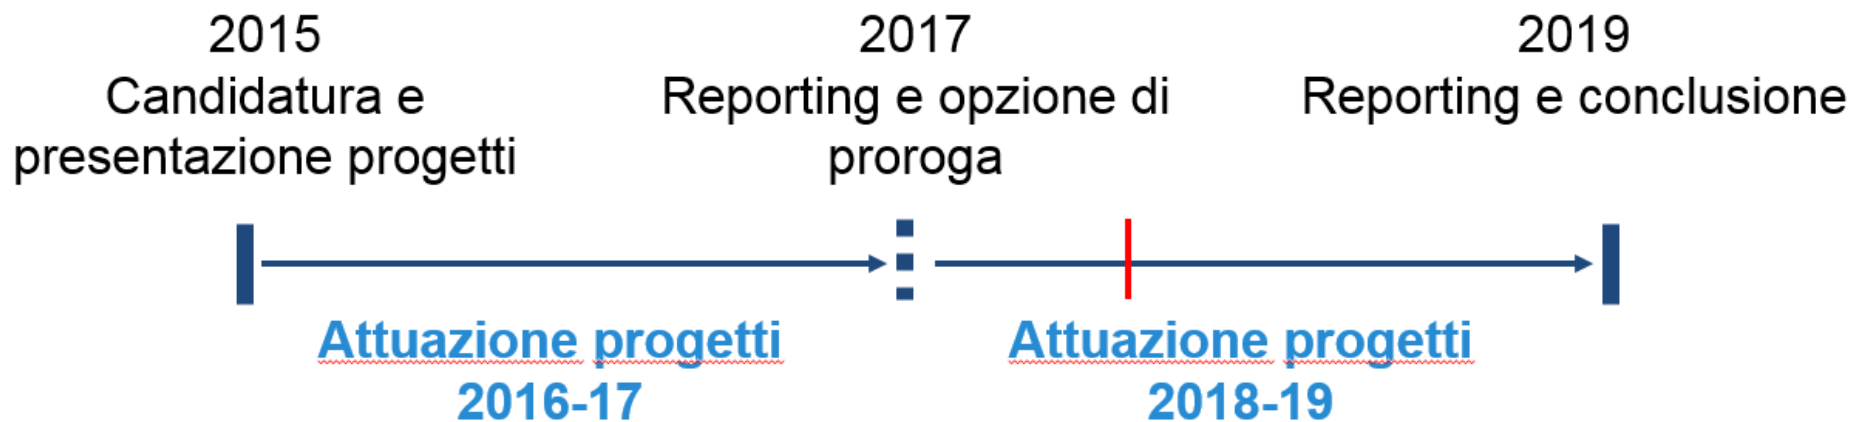 2015
Candidatura e
presentazione progetti
2017
Reporting e opzione di
proroga
2019
Reporting e conclusione
Attuazione progetti
2016-17
Attuazione progetti
2018-19